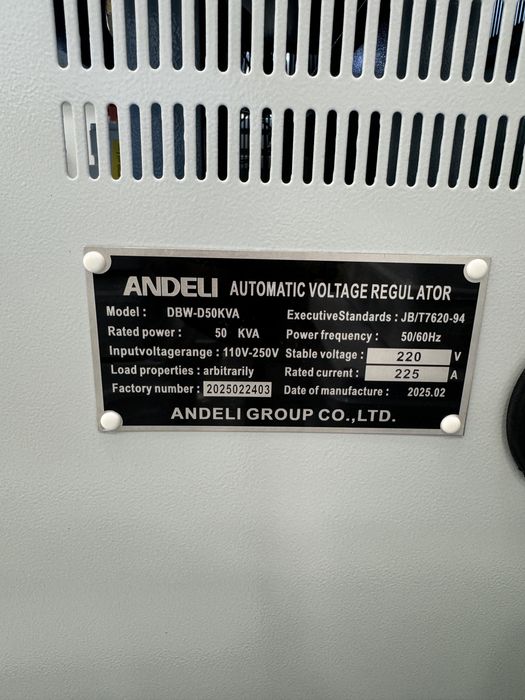 ANDELI AUTOMATIC VOLTAGE REGULATOR
Model : DBW-D50KVA ExecutiveStandards : JB/T7620-94
Rated power : 50 KVA Power frequency : 50/60Hz
Inputvoltagerange : 110V-250V Stable voltage : 220 V
Load properties : arbitrarily Rated current : 225 A
Factory number : 2025022403 Date of manufacture : 2025.02
ANDELI GROUP CO.,LTD.